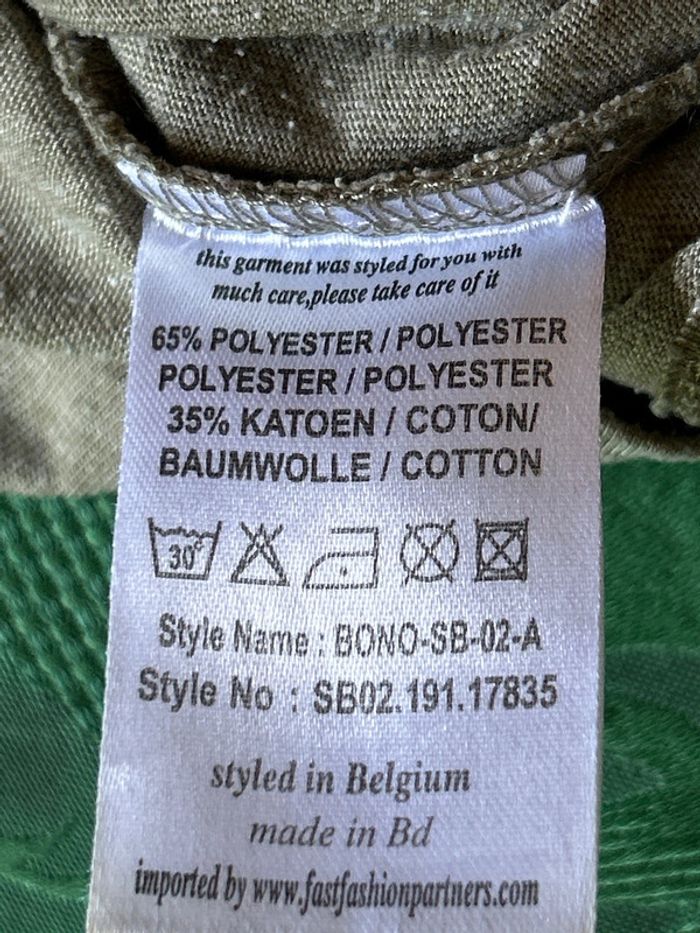 this garment was styled for you with
much care,please take care of it
65% POLYESTER / POLYESTER
POLYESTER / POLYESTER
35% KATOEN / COTON/
BAUMWOLLE / COTTON
30°
Style Name : BONO-SB-02-A
Style No : SB02.191.17835
styled in Belgium
made in Bd
imported by www.fastfashionpartners.com